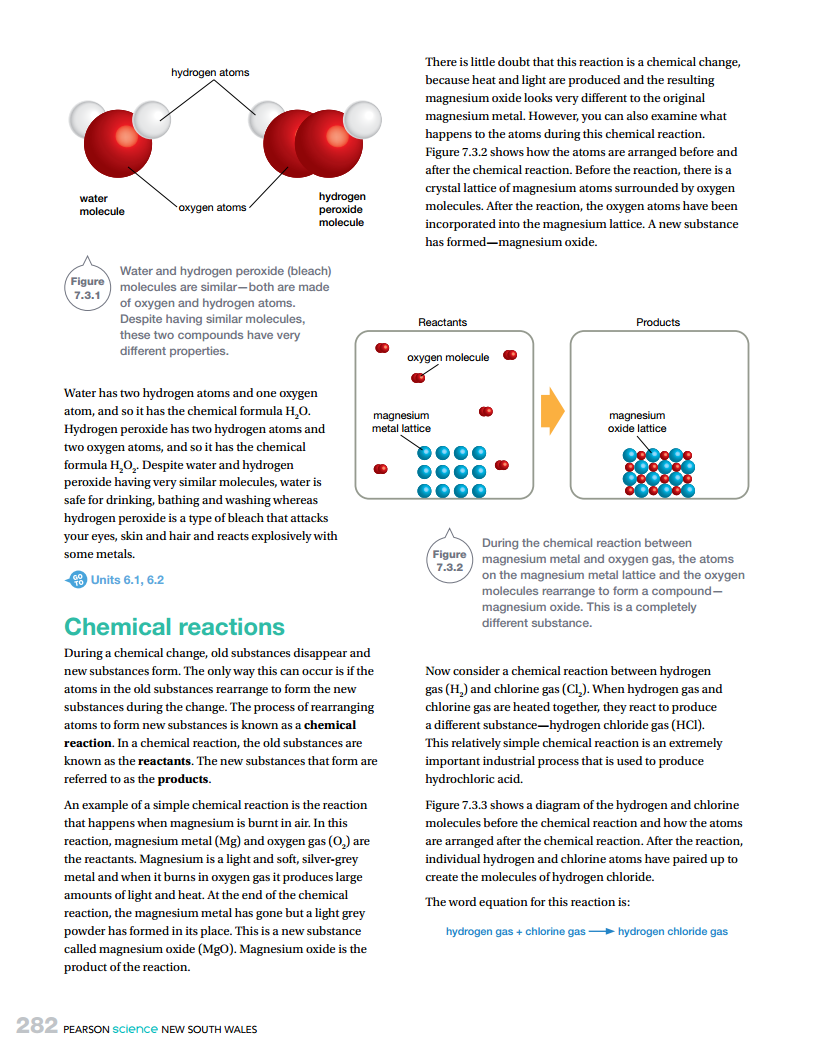 hydrogen atoms
water
molecule
oxygen atoms
hydrogen
peroxide
molecule
Figure
7.3.1
Water and hydrogen peroxide (bleach)
molecules are similar—both are made
of oxygen and hydrogen atoms.
Despite having similar molecules,
these two compounds have very
different properties.
Water has two hydrogen atoms and one oxygen
atom, and so it has the chemical formula H₂O.
Hydrogen peroxide has two hydrogen atoms and
two oxygen atoms, and so it has the chemical
formula H₂O₂. Despite water and hydrogen
peroxide having very similar molecules, water is
safe for drinking, bathing and washing whereas
hydrogen peroxide is a type of bleach that attacks
your eyes, skin and hair and reacts explosively with
some metals.
GO TO Units 6.1, 6.2
Chemical reactions
During a chemical change, old substances disappear and
new substances form. The only way this can occur is if the
atoms in the old substances rearrange to form the new
substances during the change. The process of rearranging
atoms to form new substances is known as a chemical
reaction. In a chemical reaction, the old substances are
known as the reactants. The new substances that form are
referred to as the products.
An example of a simple chemical reaction is the reaction
that happens when magnesium is burnt in air. In this
reaction, magnesium metal (Mg) and oxygen gas (O₂) are
the reactants. Magnesium is a light and soft, silver-grey
metal and when it burns in oxygen gas it produces large
amounts of light and heat. At the end of the chemical
reaction, the magnesium metal has gone but a light grey
powder has formed in its place. This is a new substance
called magnesium oxide (MgO). Magnesium oxide is the
product of the reaction.
There is little doubt that this reaction is a chemical change,
because heat and light are produced and the resulting
magnesium oxide looks very different to the original
magnesium metal. However, you can also examine what
happens to the atoms during this chemical reaction.
Figure 7.3.2 shows how the atoms are arranged before and
after the chemical reaction. Before the reaction, there is a
crystal lattice of magnesium atoms surrounded by oxygen
molecules. After the reaction, the oxygen atoms have been
incorporated into the magnesium lattice. A new substance
has formed—magnesium oxide.
Reactants
oxygen molecule
magnesium
metal lattice
Products
magnesium
oxide lattice
Figure
7.3.2
During the chemical reaction between
magnesium metal and oxygen gas, the atoms
on the magnesium metal lattice and the oxygen
molecules rearrange to form a compound—
magnesium oxide. This is a completely
different substance.
Now consider a chemical reaction between hydrogen
gas (H₂) and chlorine gas (Cl₂). When hydrogen gas and
chlorine gas are heated together, they react to produce
a different substance—hydrogen chloride gas (HCl).
This relatively simple chemical reaction is an extremely
important industrial process that is used to produce
hydrochloric acid.
Figure 7.3.3 shows a diagram of the hydrogen and chlorine
molecules before the chemical reaction and how the atoms
are arranged after the chemical reaction. After the reaction,
individual hydrogen and chlorine atoms have paired up to
create the molecules of hydrogen chloride.
The word equation for this reaction is:
hydrogen gas + chlorine gas ⟶ hydrogen chloride gas
282 PEARSON science NEW SOUTH WALES